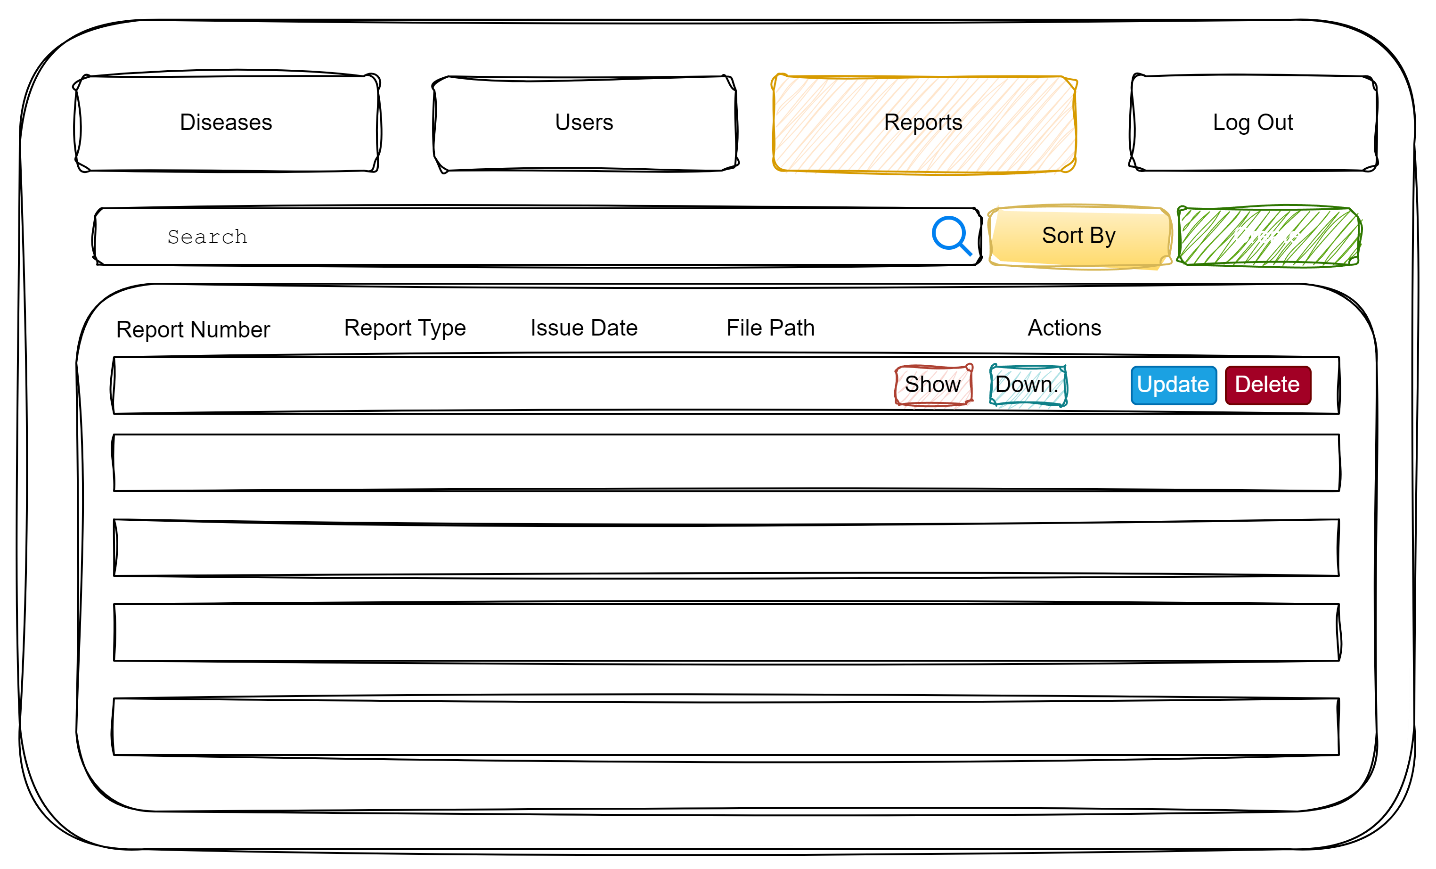 Diseases
Users
Reports
Log Out
Search
Sort By
Create
Report Number
Report Type
Issue Date
File Path
Actions
Show
Down.
Update
Delete